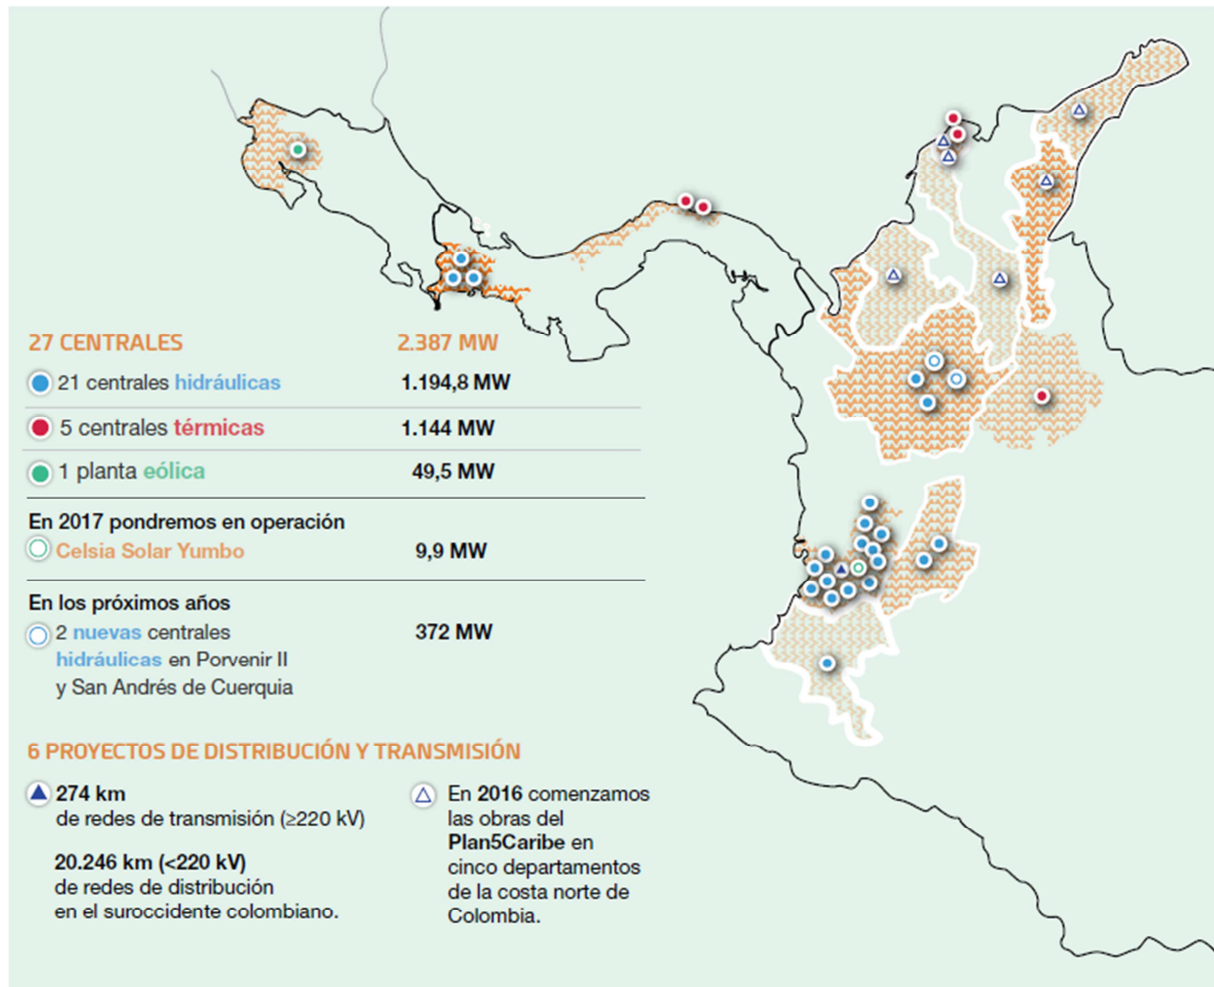 27 CENTRALES 2.387 MW
21 centrales hidráulicas 1.194,8 MW
5 centrales térmicas 1.144 MW
1 planta eólica 49,5 MW
En 2017 pondremos en operación
Celsia Solar Yumbo 9,9 MW
En los próximos años
2 nuevas centrales 372 MW
hidráulicas en Porvenir II
y San Andrés de Cuerquia
6 PROYECTOS DE DISTRIBUCIÓN Y TRANSMISIÓN
274 km
de redes de transmisión (≥220 kV)
20.246 km (<220 kV)
de redes de distribución
en el suroccidente colombiano.
En 2016 comenzamos
las obras del
Plan5Caribe en
cinco departamentos
de la costa norte de
Colombia.